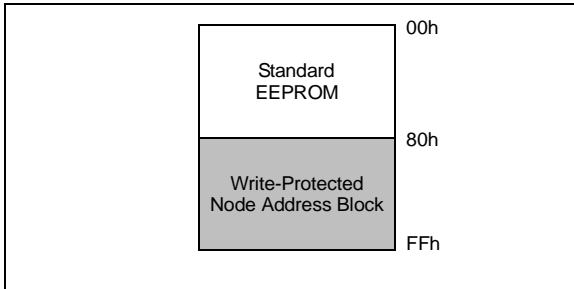 00h
Standard
EEPROM
80h
Write-Protected
Node Address Block
FFh